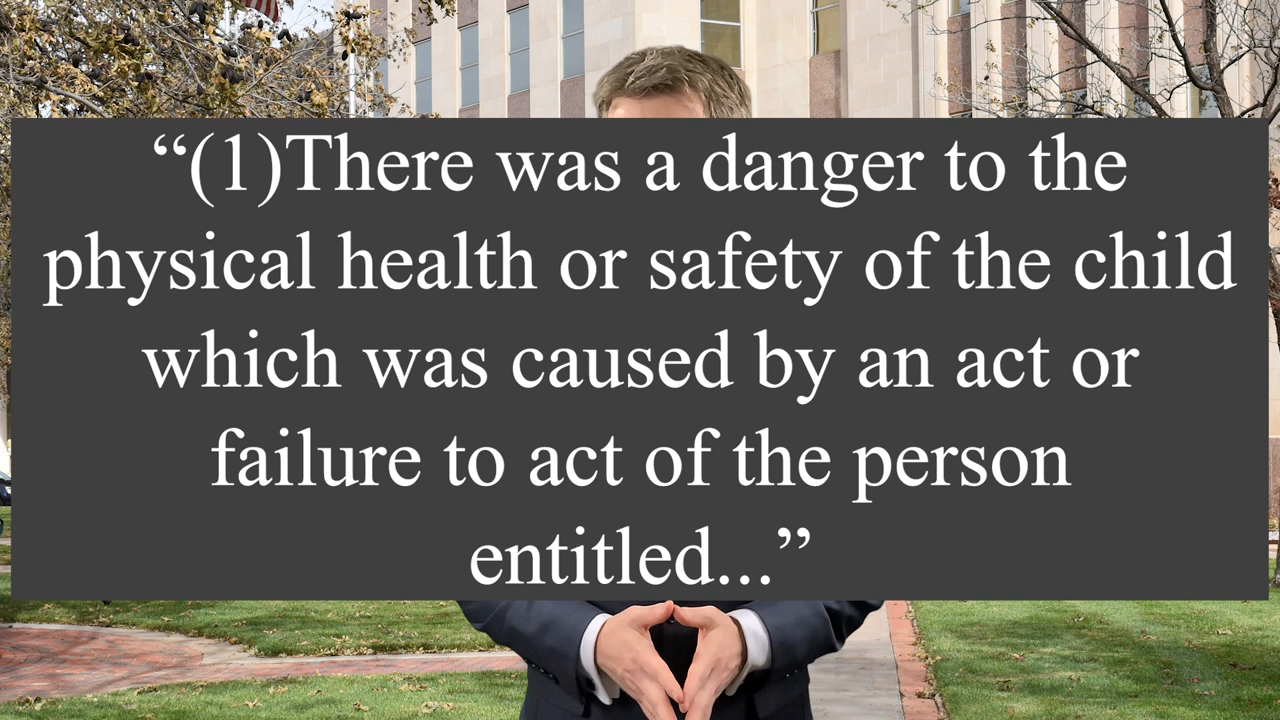 “(1)There was a danger to the
physical health or safety of the child
which was caused by an act or
failure to act of the person
entitled...”